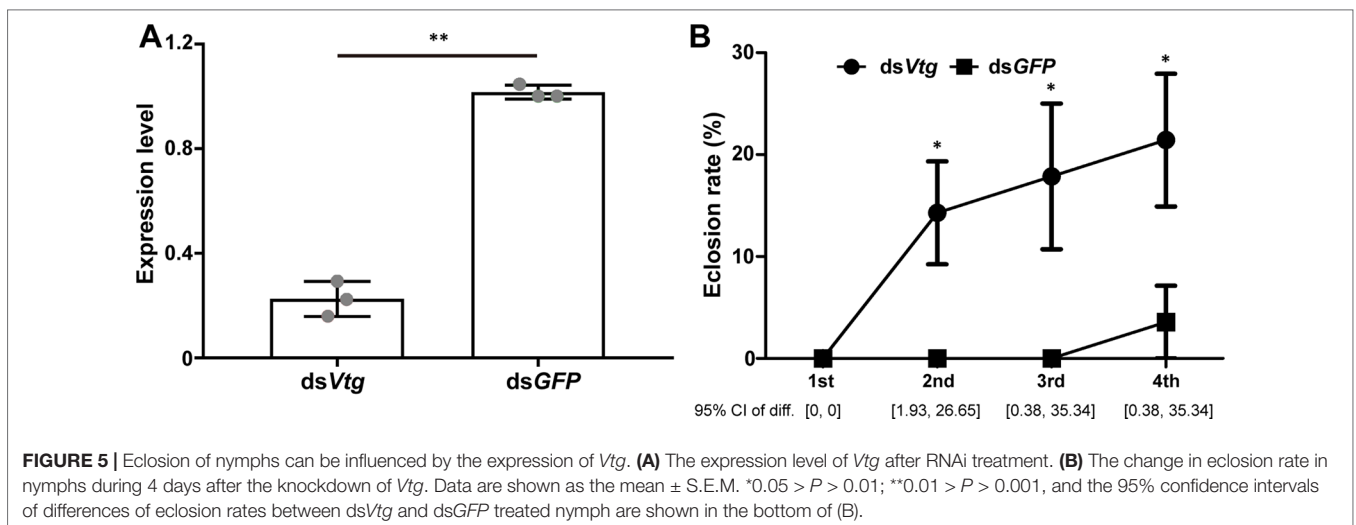 A
B
1.2
0.8
0.4
0
Expression level
**
dsVtg
dsGFP
30
20
10
0
Eclosion rate (%)
dsVtg dsGFP
*
*
*
1st 2nd 3rd 4th
95% CI of diff. [0, 0] [1.93, 26.65] [0.38, 35.34] [0.38, 35.34]
FIGURE 5 | Eclosion of nymphs can be influenced by the expression of Vtg. (A) The expression level of Vtg after RNAi treatment. (B) The change in eclosion rate in
nymphs during 4 days after the knockdown of Vtg. Data are shown as the mean ± S.E.M. *0.05 > P > 0.01; **0.01 > P > 0.001, and the 95% confidence intervals
of differences of eclosion rates between dsVtg and dsGFP treated nymph are shown in the bottom of (B).